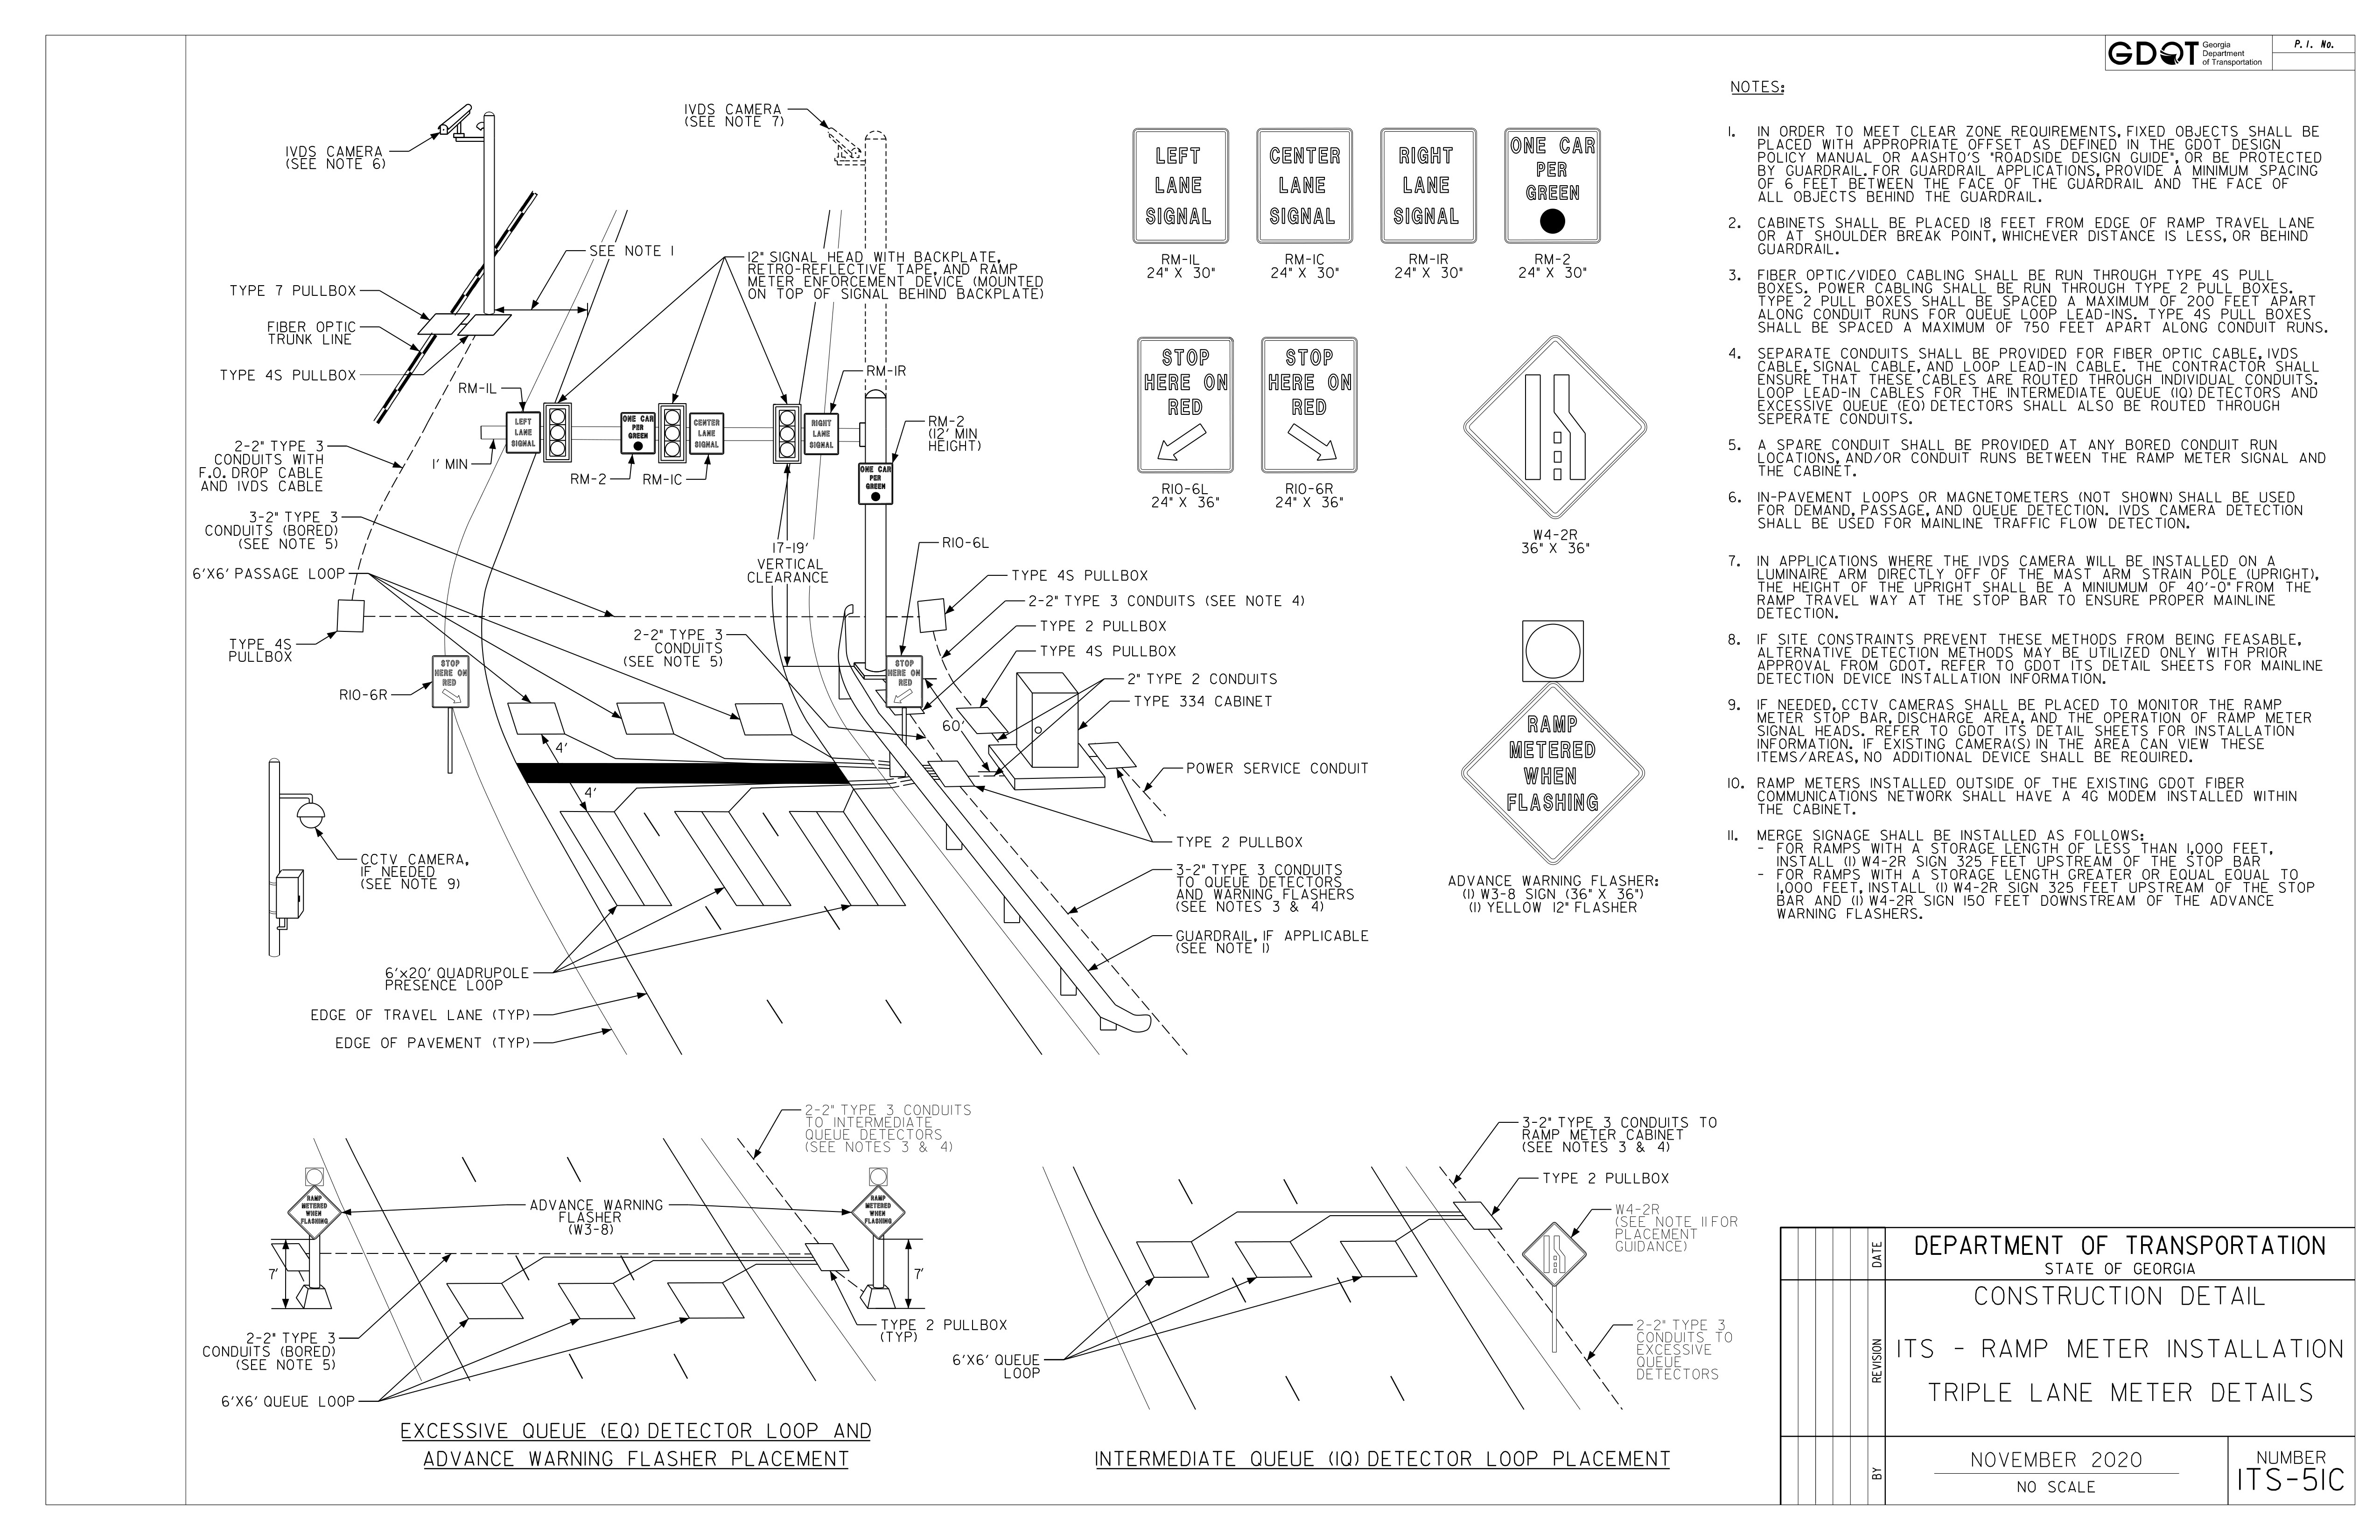 GDOT
Georgia
Department
of Transportation
P.I. No.
NOTES:
1. IN ORDER TO MEET CLEAR ZONE REQUIREMENTS, FIXED OBJECTS SHALL BE
PLACED WITH APPROPRIATE OFFSET AS DEFINED IN THE GDOT DESIGN
POLICY MANUAL OR AASHTO'S "ROADSIDE DESIGN GUIDE", OR BE PROTECTED
BY GUARDRAIL. FOR GUARDRAIL APPLICATIONS, PROVIDE A MINIMUM SPACING
OF 6 FEET BETWEEN THE FACE OF THE GUARDRAIL AND THE FACE OF
ALL OBJECTS BEHIND THE GUARDRAIL.
2. CABINETS SHALL BE PLACED 18 FEET FROM EDGE OF RAMP TRAVEL LANE
OR AT SHOULDER BREAK POINT, WHICHEVER DISTANCE IS LESS, OR BEHIND
GUARDRAIL.
3. FIBER OPTIC/VIDEO CABLING SHALL BE RUN THROUGH TYPE 4S PULL
BOXES. POWER CABLING SHALL BE RUN THROUGH TYPE 2 PULL BOXES.
TYPE 2 PULL BOXES SHALL BE SPACED A MAXIMUM OF 200 FEET APART
ALONG CONDUIT RUNS FOR QUEUE LOOP LEAD-INS. TYPE 4S PULL BOXES
SHALL BE SPACED A MAXIMUM OF 750 FEET APART ALONG CONDUIT RUNS.
4. SEPARATE CONDUITS SHALL BE PROVIDED FOR FIBER OPTIC CABLE, IVDS
CABLE, SIGNAL CABLE, AND LOOP LEAD-IN CABLE. THE CONTRACTOR SHALL
ENSURE THAT THESE CABLES ARE ROUTED THROUGH INDIVIDUAL CONDUITS.
LOOP LEAD-IN CABLES FOR THE INTERMEDIATE QUEUE (IQ) DETECTORS AND
EXCESSIVE QUEUE (EQ) DETECTORS SHALL ALSO BE ROUTED THROUGH
SEPERATE CONDUITS.
5. A SPARE CONDUIT SHALL BE PROVIDED AT ANY BORED CONDUIT RUN
LOCATIONS, AND/OR CONDUIT RUNS BETWEEN THE RAMP METER SIGNAL AND
THE CABINET.
6. IN-PAVEMENT LOOPS OR MAGNETOMETERS (NOT SHOWN) SHALL BE USED
FOR DEMAND, PASSAGE, AND QUEUE DETECTION. IVDS CAMERA DETECTION
SHALL BE USED FOR MAINLINE TRAFFIC FLOW DETECTION.
7. IN APPLICATIONS WHERE THE IVDS CAMERA WILL BE INSTALLED ON A
LUMINAIRE ARM DIRECTLY OFF OF THE MAST ARM STRAIN POLE (UPRIGHT),
THE HEIGHT OF THE UPRIGHT SHALL BE A MINIUMUM OF 40'-0" FROM THE
RAMP TRAVEL WAY AT THE STOP BAR TO ENSURE PROPER MAINLINE
DETECTION.
8. IF SITE CONSTRAINTS PREVENT THESE METHODS FROM BEING FEASABLE,
ALTERNATIVE DETECTION METHODS MAY BE UTILIZED ONLY WITH PRIOR
APPROVAL FROM GDOT. REFER TO GDOT ITS DETAIL SHEETS FOR MAINLINE
DETECTION DEVICE INSTALLATION INFORMATION.
9. IF NEEDED, CCTV CAMERAS SHALL BE PLACED TO MONITOR THE RAMP
METER STOP BAR, DISCHARGE AREA, AND THE OPERATION OF RAMP METER
SIGNAL HEADS. REFER TO GDOT ITS DETAIL SHEETS FOR INSTALLATION
INFORMATION. IF EXISTING CAMERA(S) IN THE AREA CAN VIEW THESE
ITEMS/AREAS, NO ADDITIONAL DEVICE SHALL BE REQUIRED.
10. RAMP METERS INSTALLED OUTSIDE OF THE EXISTING GDOT FIBER
COMMUNICATIONS NETWORK SHALL HAVE A 4G MODEM INSTALLED WITHIN
THE CABINET.
11. MERGE SIGNAGE SHALL BE INSTALLED AS FOLLOWS:
- FOR RAMPS WITH A STORAGE LENGTH OF LESS THAN 1,000 FEET,
INSTALL (1) W4-2R SIGN 325 FEET UPSTREAM OF THE STOP BAR
- FOR RAMPS WITH A STORAGE LENGTH GREATER OR EQUAL EQUAL TO
1,000 FEET, INSTALL (1) W4-2R SIGN 325 FEET UPSTREAM OF THE STOP
BAR AND (1) W4-2R SIGN 150 FEET DOWNSTREAM OF THE ADVANCE
WARNING FLASHERS.
IVDS CAMERA
(SEE NOTE 6)
IVDS CAMERA
(SEE NOTE 7)
SEE NOTE 1
12" SIGNAL HEAD WITH BACKPLATE,
RETRO-REFLECTIVE TAPE, AND RAMP
METER ENFORCEMENT DEVICE (MOUNTED
ON TOP OF SIGNAL BEHIND BACKPLATE)
TYPE 7 PULLBOX
FIBER OPTIC
TRUNK LINE
TYPE 4S PULLBOX
RM-1L
RM-1R
LEFT
LANE
SIGNAL
ONE CAR
PER
GREEN
CENTER
LANE
SIGNAL
RIGHT
LANE
SIGNAL
1' MIN
RM-2
RM-1C
RM-2
(12' MIN
HEIGHT)
ONE CAR
PER
GREEN
2-2" TYPE 3
CONDUITS WITH
F.O. DROP CABLE
AND IVDS CABLE
3-2" TYPE 3
CONDUITS (BORED)
(SEE NOTE 5)
6'X6' PASSAGE LOOP
17-19'
VERTICAL
CLEARANCE
R10-6L
TYPE 4S PULLBOX
2-2" TYPE 3 CONDUITS (SEE NOTE 4)
TYPE 2 PULLBOX
TYPE 4S PULLBOX
2" TYPE 2 CONDUITS
TYPE 334 CABINET
TYPE 4S
PULLBOX
2-2" TYPE 3
CONDUITS
(SEE NOTE 5)
STOP
HERE ON
RED
R10-6R
STOP
HERE ON
RED
60'
4'
4'
POWER SERVICE CONDUIT
TYPE 2 PULLBOX
CCTV CAMERA,
IF NEEDED
(SEE NOTE 9)
3-2" TYPE 3 CONDUITS
TO QUEUE DETECTORS
AND WARNING FLASHERS
(SEE NOTES 3 & 4)
GUARDRAIL, IF APPLICABLE
(SEE NOTE 1)
6'x20' QUADRUPOLE
PRESENCE LOOP
EDGE OF TRAVEL LANE (TYP)
EDGE OF PAVEMENT (TYP)
LEFT
LANE
SIGNAL
RM-1L
24" X 30"
CENTER
LANE
SIGNAL
RM-1C
24" X 30"
RIGHT
LANE
SIGNAL
RM-1R
24" X 30"
ONE CAR
PER
GREEN
RM-2
24" X 30"
STOP
HERE ON
RED
R10-6L
24" X 36"
STOP
HERE ON
RED
R10-6R
24" X 36"
W4-2R
36" X 36"
RAMP
METERED
WHEN
FLASHING
ADVANCE WARNING FLASHER:
(1) W3-8 SIGN (36" X 36")
(1) YELLOW 12" FLASHER
2-2" TYPE 3 CONDUITS
TO INTERMEDIATE
QUEUE DETECTORS
(SEE NOTES 3 & 4)
RAMP
METERED
WHEN
FLASHING
ADVANCE WARNING
FLASHER
(W3-8)
RAMP
METERED
WHEN
FLASHING
7'
7'
2-2" TYPE 3
CONDUITS (BORED)
(SEE NOTE 5)
TYPE 2 PULLBOX
(TYP)
6'X6' QUEUE LOOP
EXCESSIVE QUEUE (EQ) DETECTOR LOOP AND
ADVANCE WARNING FLASHER PLACEMENT
3-2" TYPE 3 CONDUITS TO
RAMP METER CABINET
(SEE NOTES 3 & 4)
TYPE 2 PULLBOX
W4-2R
(SEE NOTE 11 FOR
PLACEMENT
GUIDANCE)
6'X6' QUEUE
LOOP
2-2" TYPE 3
CONDUITS TO
EXCESSIVE
QUEUE
DETECTORS
INTERMEDIATE QUEUE (IQ) DETECTOR LOOP PLACEMENT
DATE
REVISION
BY
DEPARTMENT OF TRANSPORTATION
STATE OF GEORGIA
CONSTRUCTION DETAIL
ITS - RAMP METER INSTALLATION
TRIPLE LANE METER DETAILS
NOVEMBER 2020
NO SCALE
NUMBER
ITS-51C